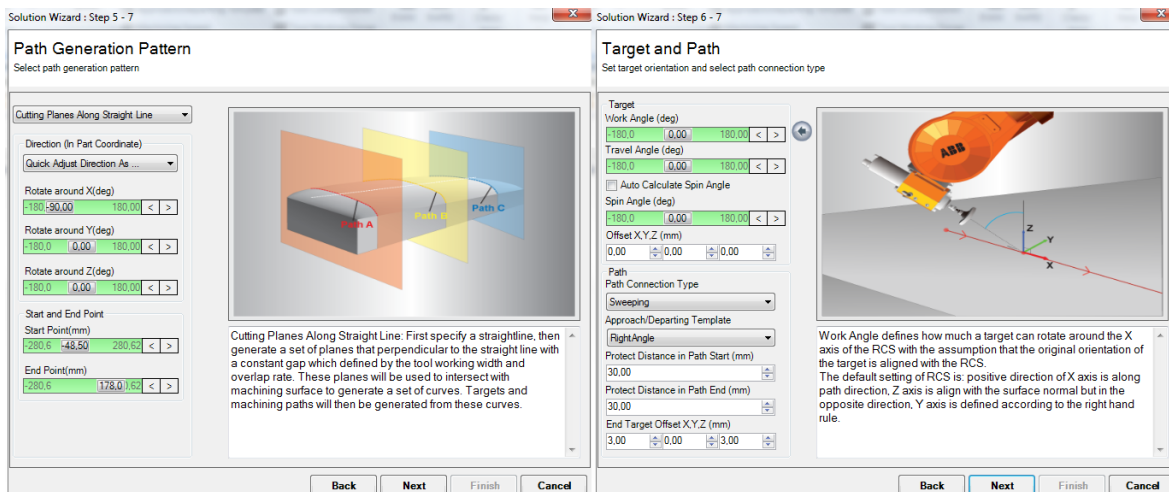 Solution Wizard : Step 5 - 7
Path Generation Pattern
Select path generation pattern
Cutting Planes Along Straight Line
Direction (In Part Coordinate)
Quick Adjust Direction As ...
Rotate around X(deg)
-180, -90,00 180,00 < >
Rotate around Y(deg)
-180,0 0,00 180,00 < >
Rotate around Z(deg)
-180,0 0,00 180,00 < >
Start and End Point
Start Point(mm)
-280,6 -48,50 280,62 < >
End Point(mm)
-280,6 178,0 ),62 < >
Path A
Path B
Path C
Cutting Planes Along Straight Line: First specify a straightline, then
generate a set of planes that perpendicular to the straight line with
a constant gap which defined by the tool working width and
overlap rate. These planes will be used to intersect with
machining surface to generate a set of curves. Targets and
machining paths will then be generated from these curves.
Back Next Finish Cancel
Solution Wizard : Step 6 - 7
Target and Path
Set target orientation and select path connection type
Target
Work Angle (deg)
-180,0 0,00 180,00 < >
Travel Angle (deg)
-180,0 0,00 180,00 < >
Auto Calculate Spin Angle
Spin Angle (deg)
-180,0 0,00 180,00 < >
Offset X,Y,Z (mm)
0,00 0,00 0,00
Path
Path Connection Type
Sweeping
Approach/Departing Template
RightAngle
Protect Distance in Path Start (mm)
30,00
Protect Distance in Path End (mm)
30,00
End Target Offset X,Y,Z (mm)
3,00 0,00 3,00
ABB
Z
Y
X
Work Angle defines how much a target can rotate around the X
axis of the RCS with the assumption that the original orientation of
the target is aligned with the RCS.
The default setting of RCS is: positive direction of X axis is along
path direction, Z axis is align with the surface normal but in the
opposite direction, Y axis is defined according to the right hand
rule.
Back Next Finish Cancel